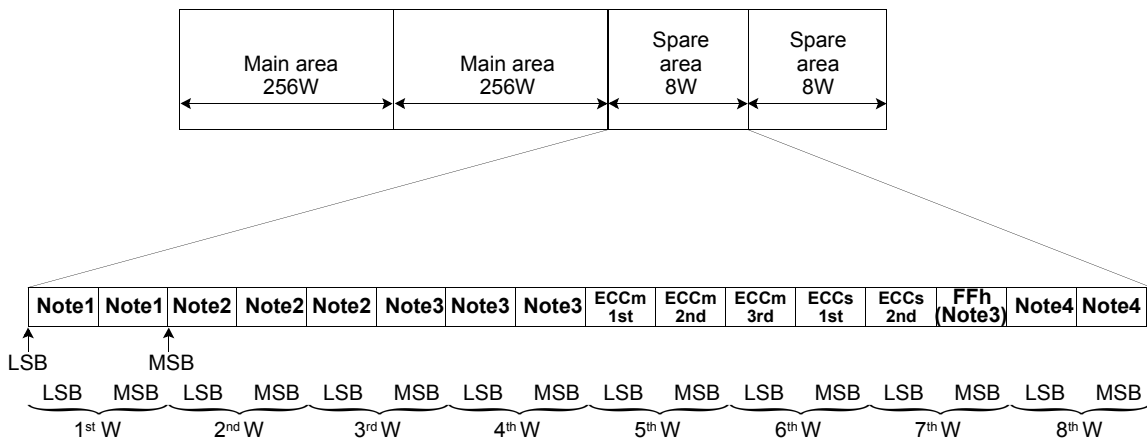 Main area
256W
Main area
256W
Spare
area
8W
Spare
area
8W
Note1 Note1 Note2 Note2 Note2 Note3 Note3 Note3 ECCm 1st ECCm 2nd ECCm 3rd ECCs 1st ECCs 2nd FFh (Note3) Note4 Note4
LSB MSB
LSB MSB LSB MSB LSB MSB LSB MSB LSB MSB LSB MSB LSB MSB LSB MSB
1st W 2nd W 3rd W 4th W 5th W 6th W 7th W 8th W